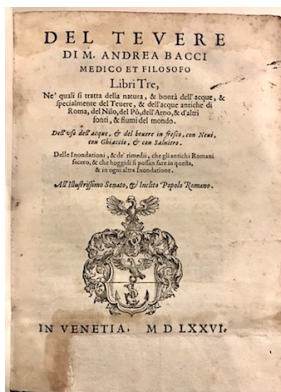 DEL TEVERE
DI M. ANDREA BACCI
MEDICO ET FILOSOFO
Libri Tre,
Ne' quali si tratta della natura, & bontà dell'acque, &
specialmente del Teuere, & dell'acque antiche di
Roma, del Nilo, del Pò, dell'Arno, & d'altri
fonti, & fiumi del mondo.
Dell'uso dell'acque, & del beuere in fresco, con Neui,
con Ghiaccio, & con Salnitro.
Delle Inondationi, & de' rimedii, che gli antichi Romani
fecero, & che hoggidi si possan fare in questa,
& in ogni altra Inondatione.
All'Illustrissimo Senato, & Inclito Popolo Romano.
IN VENETIA, M D LXXVI.